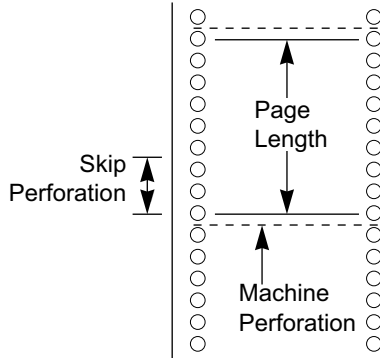 Page
Length
Skip
Perforation
Machine
Perforation